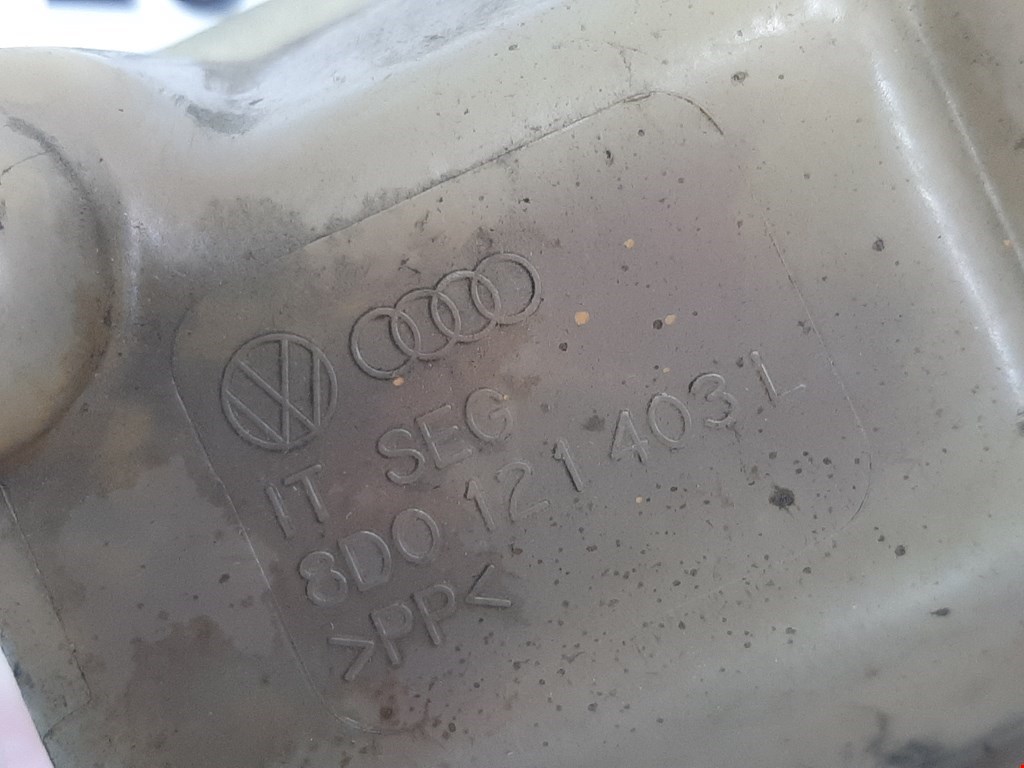 IT SEG
8D0 121 403 L
>PP<